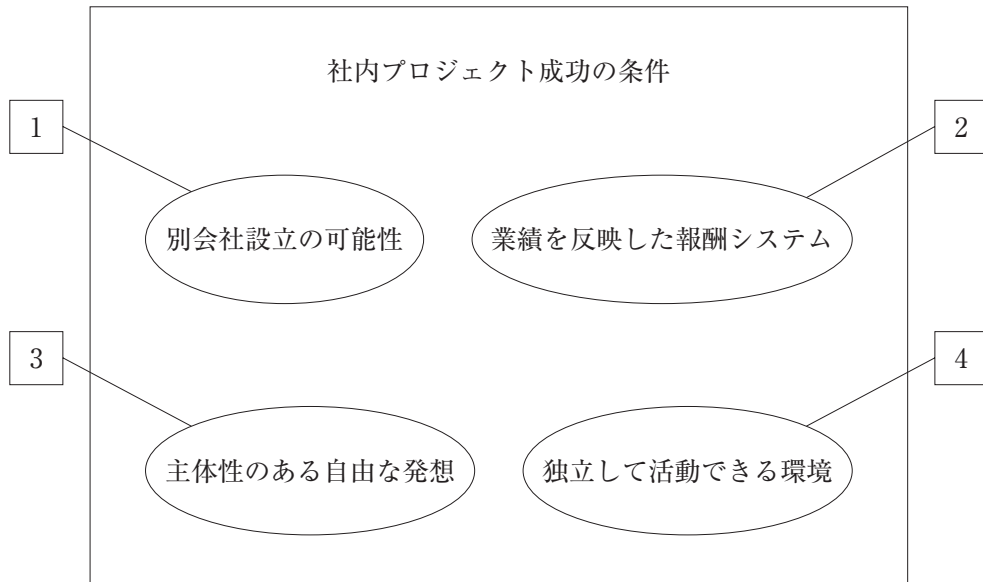 社内プロジェクト成功の条件
1
2
別会社設立の可能性
業績を反映した報酬システム
3
4
主体性のある自由な発想
独立して活動できる環境